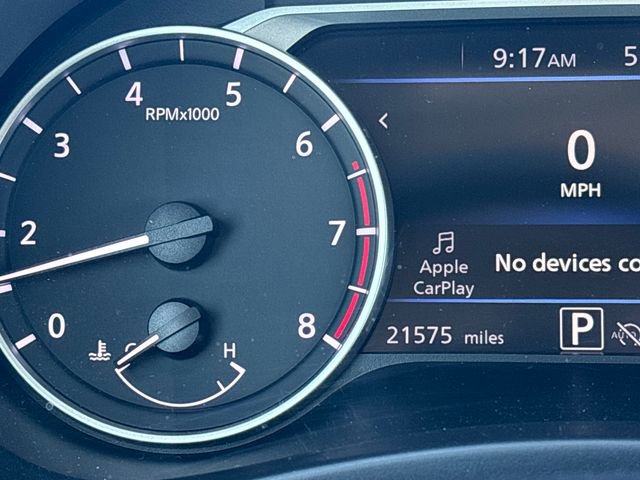 9:17AM 5
4 5
RPMx1000
<
3 6
0
MPH
2 7
Apple
CarPlay
No devices co
0 8
21575 miles
P
C H